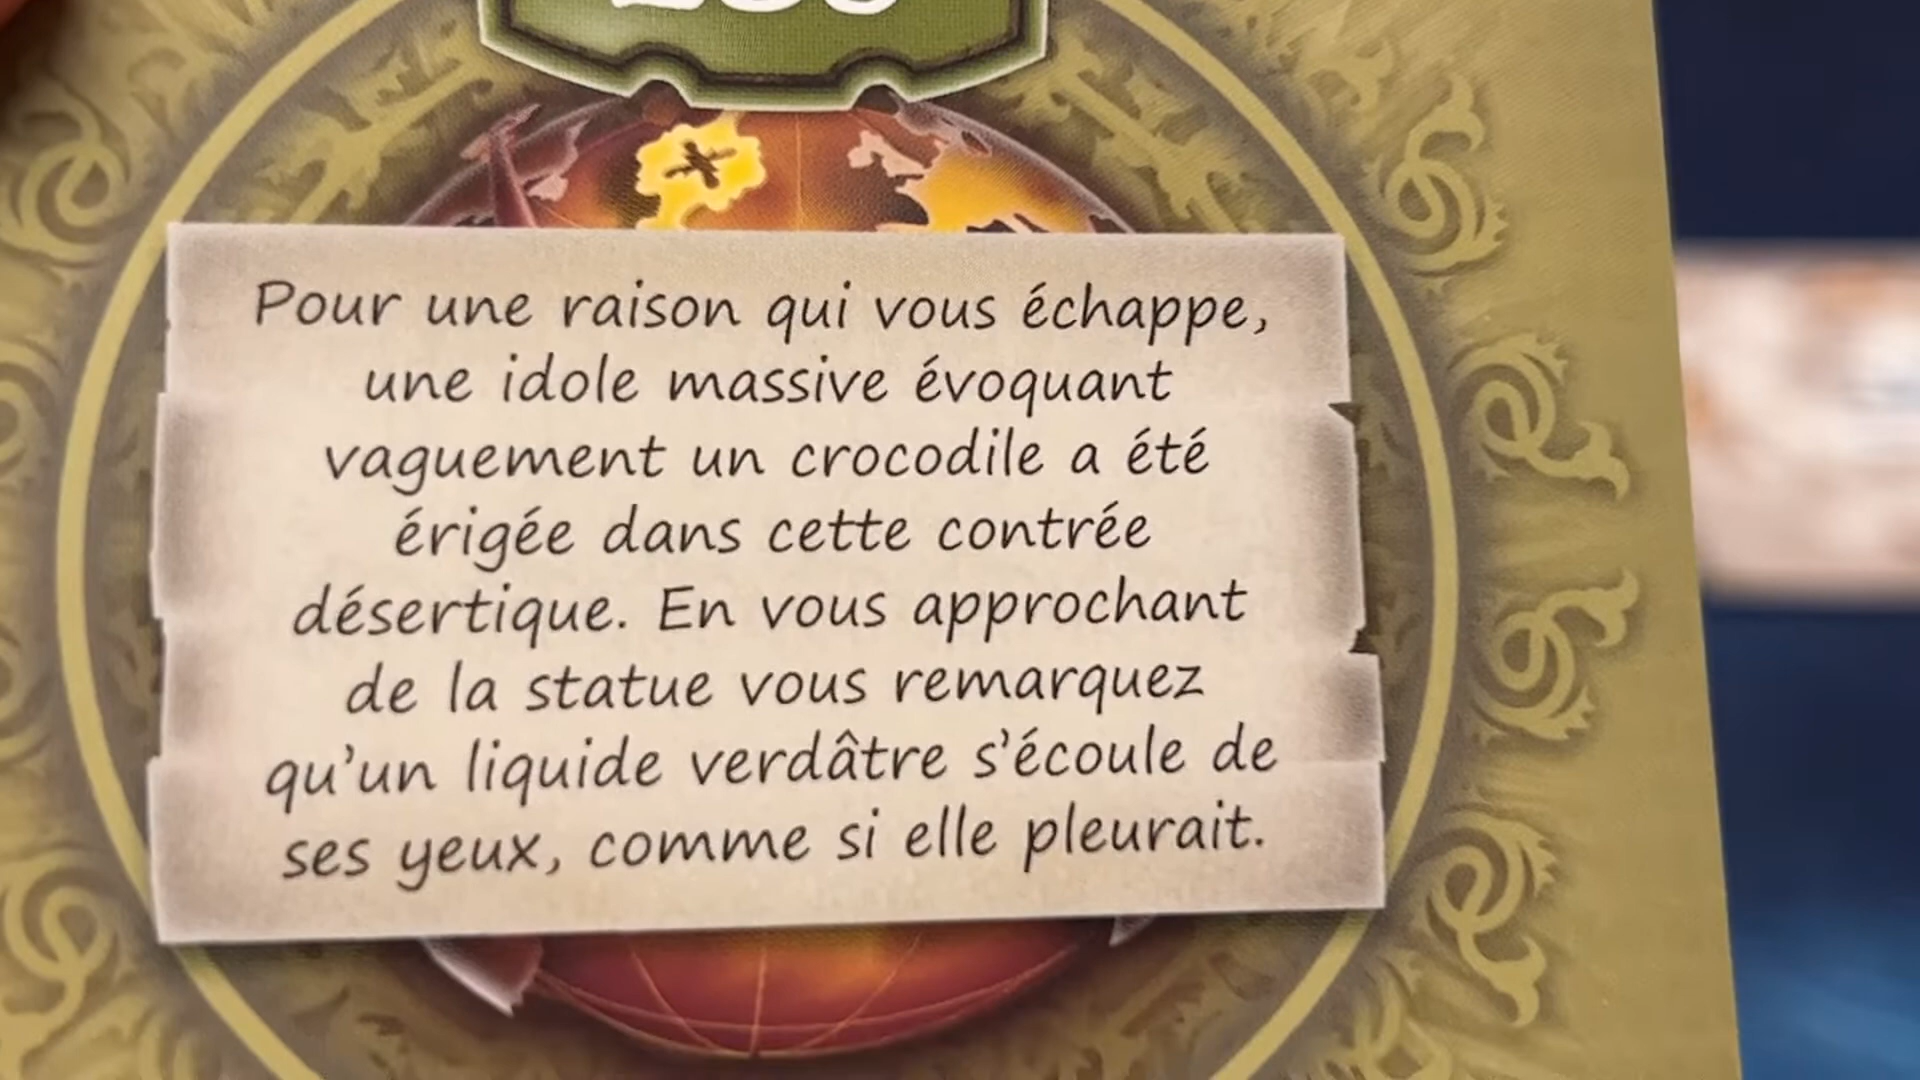 Pour une raison qui vous échappe,
une idole massive évoquant
vaguement un crocodile a été
érigée dans cette contrée
désertique. En vous approchant
de la statue vous remarquez
qu'un liquide verdâtre s'écoule de
ses yeux, comme si elle pleurait.